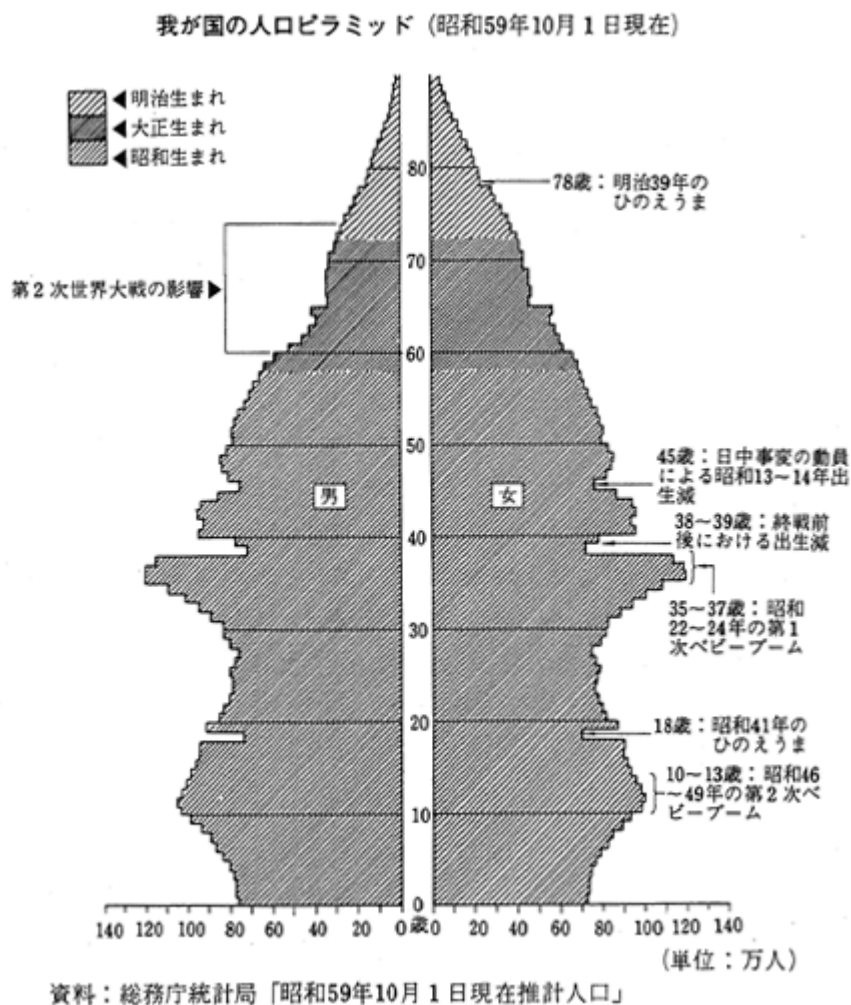 我が国の人口ピラミッド (昭和59年10月1日現在)
◀明治生まれ
◀大正生まれ
◀昭和生まれ
80
78歳：明治39年の
ひのえうま
70
第2次世界大戦の影響▶
60
50
45歳：日中事変の動員
による昭和13～14年出
生減
男
女
38～39歳：終戦前
後における出生減
40
35～37歳：昭和
22～24年の第1
次ベビーブーム
30
20
18歳：昭和41年の
ひのえうま
10～13歳：昭和46
～49年の第2次ベ
ビーブーム
10
0
歳
140 120 100 80 60 40 20 0
0 20 40 60 80 100 120 140
(単位：万人)
資料：総務庁統計局「昭和59年10月1日現在推計人口」